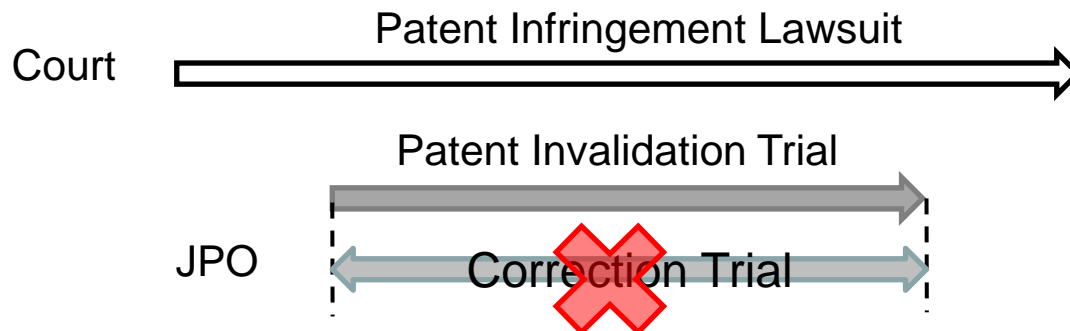 Patent Infringement Lawsuit
Court
Patent Invalidation Trial
JPO
Correction Trial